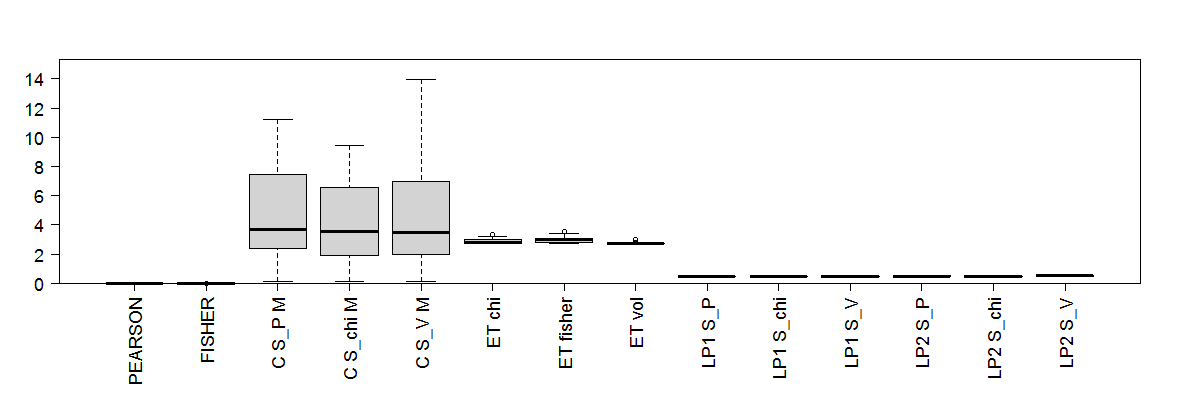 14
12
10
8
6
4
2
0
PEARSON
FISHER
C S_P M
C S_chi M
C S_V M
ET chi
ET fisher
ET vol
LP1 S_P
LP1 S_chi
LP1 S_V
LP2 S_P
LP2 S_chi
LP2 S_V